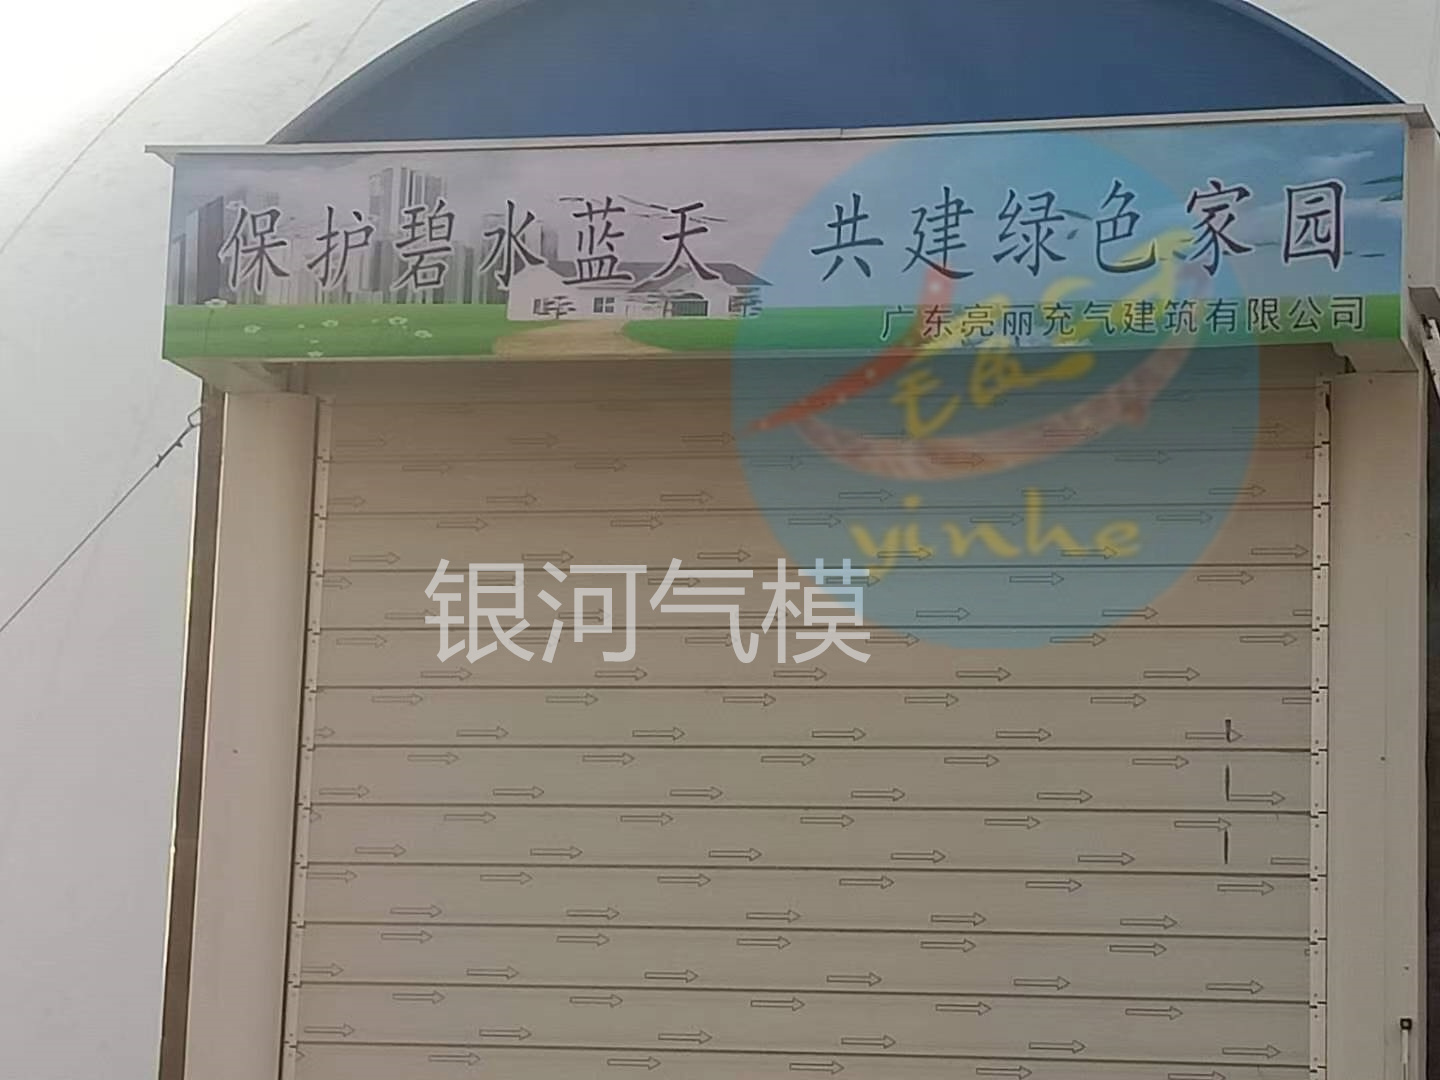 保护碧水蓝天 共建绿色家园
广东亮丽充气建筑有限公司
yinhe
银河气模